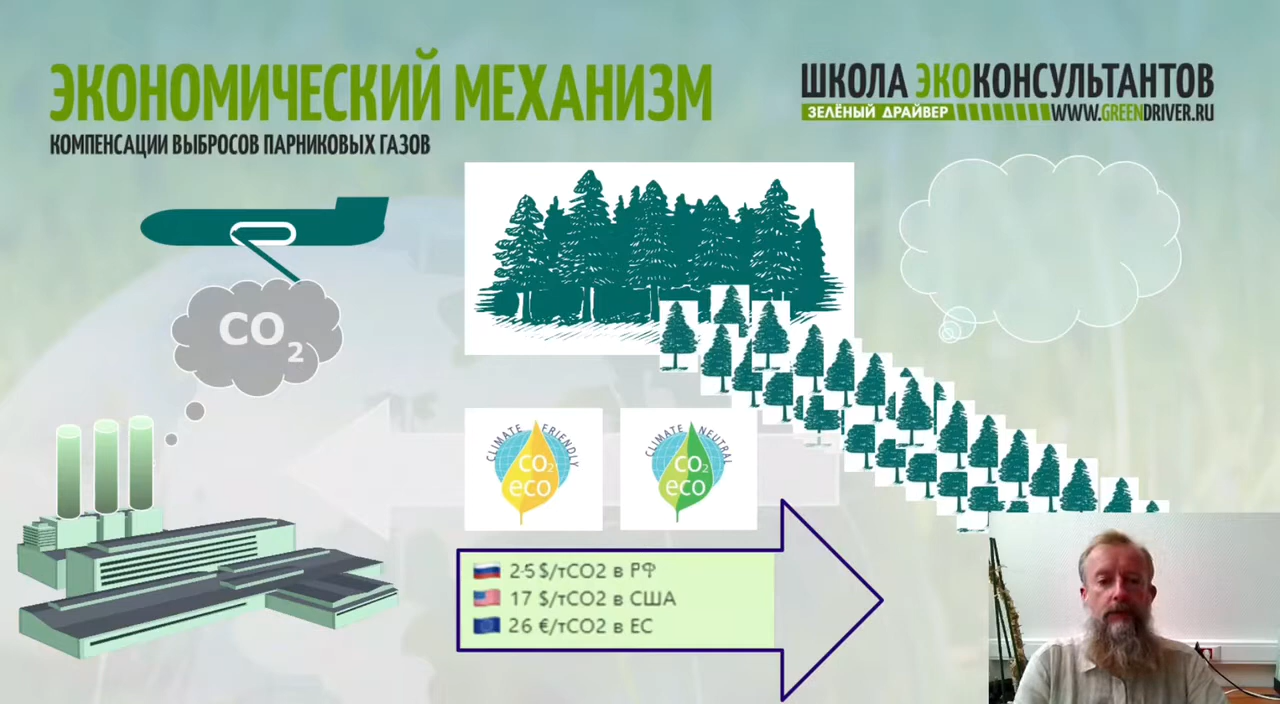 ЭКОНОМИЧЕСКИЙ МЕХАНИЗМ
КОМПЕНСАЦИИ ВЫБРОСОВ ПАРНИКОВЫХ ГАЗОВ
ШКОЛА ЭКОКОНСУЛЬТАНТОВ
ЗЕЛЁНЫЙ ДРАЙВЕР WWW.GREENDRIVER.RU
CO2
CLIMATE FRIENDLY
CO2
eco
CLIMATE NEUTRAL
CO2
eco
2-5 $/тCO2 в РФ
17 $/тCO2 в США
26 €/тCO2 в ЕС